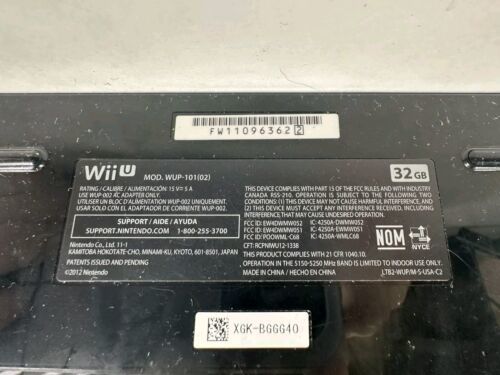 FW11096362 2
Wii U MOD. WUP-101(02)
RATING / CALIBRE / ALIMENTACIÓN: 15 V⎓ 5 A
USE WUP-002 AC ADAPTER ONLY.
UTILISER UN BLOC D'ALIMENTATION WUP-002 UNIQUEMENT.
USAR SOLO CON EL ADAPTADOR DE CORRIENTE WUP-002.
SUPPORT / AIDE / AYUDA
SUPPORT.NINTENDO.COM 1-800-255-3700
Nintendo Co., Ltd. 11-1
KAMITOBA HOKOTATE-CHO, MINAMI-KU, KYOTO, 601-8501, JAPAN
PATENTS ISSUED AND PENDING
©2012 Nintendo
32 GB
THIS DEVICE COMPLIES WITH PART 15 OF THE FCC RULES AND WITH INDUSTRY
CANADA RSS-210. OPERATION IS SUBJECT TO THE FOLLOWING TWO
CONDITIONS: (1) THIS DEVICE MAY NOT CAUSE HARMFUL INTERFERENCE, AND
(2) THIS DEVICE MUST ACCEPT ANY INTERFERENCE RECEIVED, INCLUDING
INTERFERENCE THAT MAY CAUSE UNDESIRED OPERATION.
FCC ID: EW4DWMW052 IC: 4250A-DWMW052
FCC ID: EW4EWMW051 IC: 4250A-EWMW051
FCC ID: POOWML-C68 IC: 4250A-WMLC68
CFT: RCPNIWU12-1338
THIS PRODUCT COMPLIES WITH 21 CFR 1040.10.
OPERATION IN THE 5150-5250 MHz BAND IS LIMITED TO INDOOR USE ONLY.
MADE IN CHINA / HECHO EN CHINA / FABRIQUÉ EN CHINE
NOM NYCE
LTB2-WUP/M-S-USA-C2
XGK-BGGG40